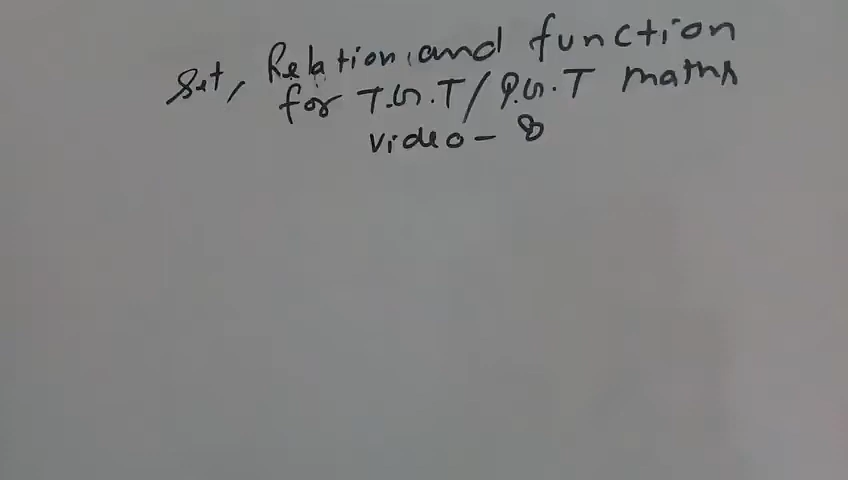 Set, Relation and function
for T.G.T/P.G.T maths
video - 8